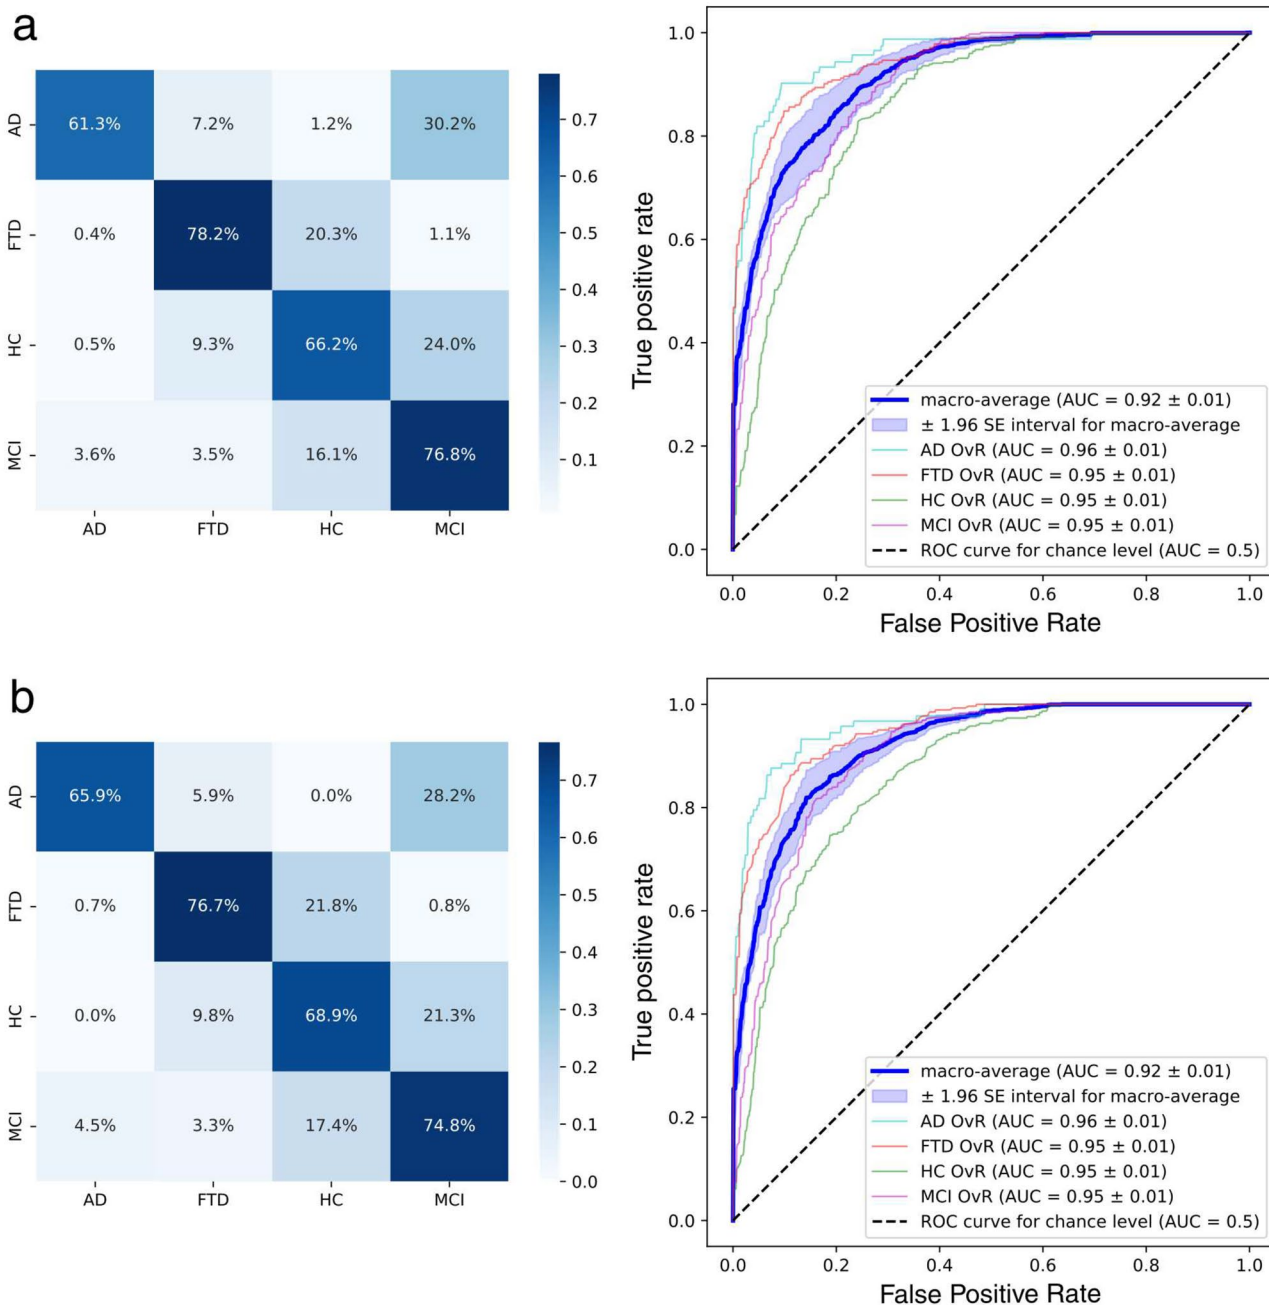 a
AD 61.3% 7.2% 1.2% 30.2%
FTD 0.4% 78.2% 20.3% 1.1%
HC 0.5% 9.3% 66.2% 24.0%
MCI 3.6% 3.5% 16.1% 76.8%
AD FTD HC MCI
0.7
0.6
0.5
0.4
0.3
0.2
0.1
True positive rate
1.0
0.8
0.6
0.4
0.2
0.0
macro-average (AUC = 0.92 ± 0.01)
± 1.96 SE interval for macro-average
AD OvR (AUC = 0.96 ± 0.01)
FTD OvR (AUC = 0.95 ± 0.01)
HC OvR (AUC = 0.95 ± 0.01)
MCI OvR (AUC = 0.95 ± 0.01)
ROC curve for chance level (AUC = 0.5)
0.0 0.2 0.4 0.6 0.8 1.0
False Positive Rate
b
AD 65.9% 5.9% 0.0% 28.2%
FTD 0.7% 76.7% 21.8% 0.8%
HC 0.0% 9.8% 68.9% 21.3%
MCI 4.5% 3.3% 17.4% 74.8%
AD FTD HC MCI
0.7
0.6
0.5
0.4
0.3
0.2
0.1
0.0
True positive rate
1.0
0.8
0.6
0.4
0.2
0.0
macro-average (AUC = 0.92 ± 0.01)
± 1.96 SE interval for macro-average
AD OvR (AUC = 0.96 ± 0.01)
FTD OvR (AUC = 0.95 ± 0.01)
HC OvR (AUC = 0.95 ± 0.01)
MCI OvR (AUC = 0.95 ± 0.01)
ROC curve for chance level (AUC = 0.5)
0.0 0.2 0.4 0.6 0.8 1.0
False Positive Rate